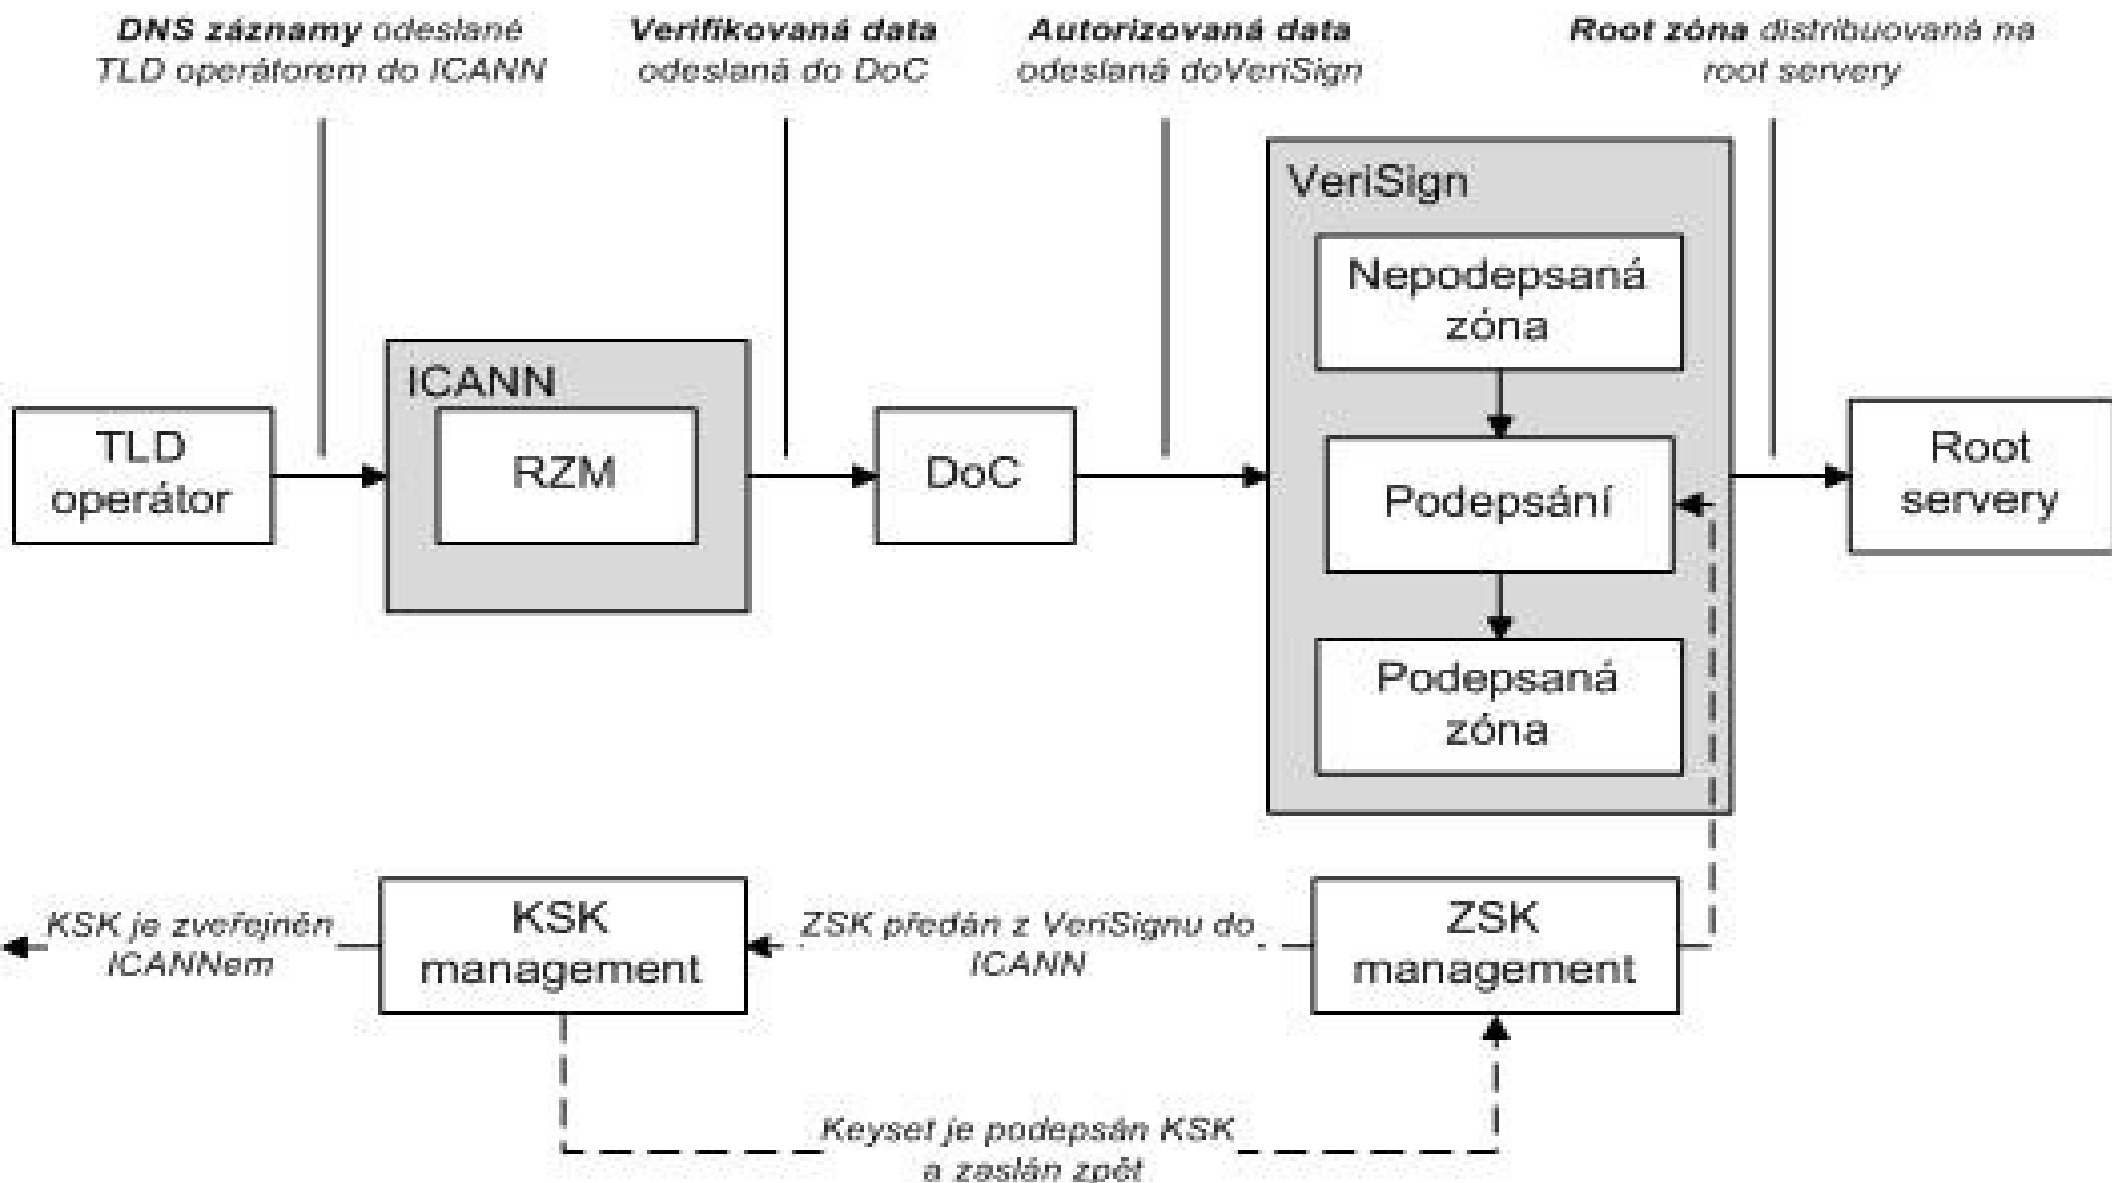 DNS záznamy odeslané
TLD operátorem do ICANN
Verifikovaná data
odeslaná do DoC
Autorizovaná data
odeslaná doVeriSign
Root zóna distribuovaná na
root servery
VeriSign
Nepodepsaná
zóna
ICANN
TLD
operátor
RZM
DoC
Podepsání
Root
servery
Podepsaná
zóna
KSK je zveřejněn
ICANNem
KSK
management
ZSK předán z VeriSignu do
ICANN
ZSK
management
Keyset je podepsán KSK
a zaslán zpět